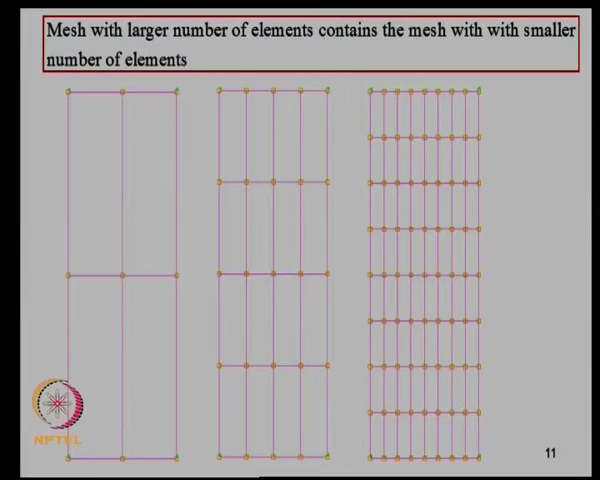 Mesh with larger number of elements contains the mesh with with smaller
number of elements
NPTEL
11